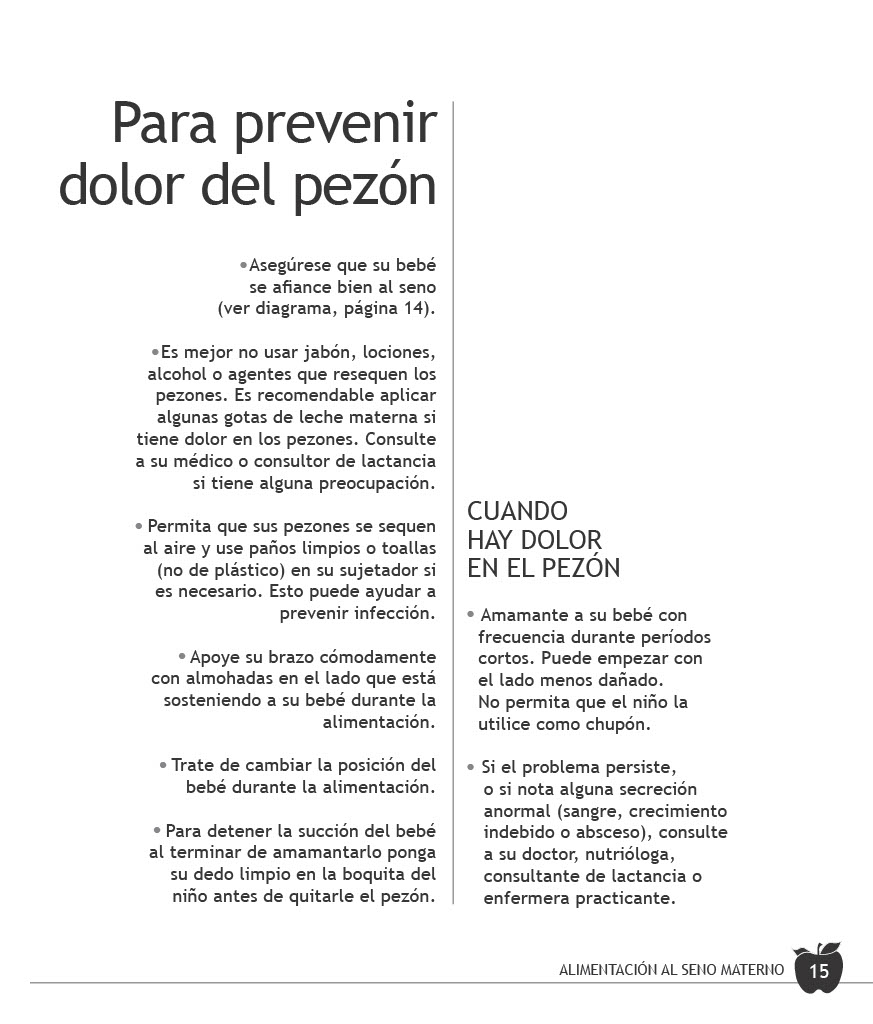 Para prevenir
dolor del pezón
•Asegúrese que su bebé
se afiance bien al seno
(ver diagrama, página 14).
•Es mejor no usar jabón, lociones,
alcohol o agentes que resequen los
pezones. Es recomendable aplicar
algunas gotas de leche materna si
tiene dolor en los pezones. Consulte
a su médico o consultor de lactancia
si tiene alguna preocupación.
• Permita que sus pezones se sequen
al aire y use paños limpios o toallas
(no de plástico) en su sujetador si
es necesario. Esto puede ayudar a
prevenir infección.
• Apoye su brazo cómodamente
con almohadas en el lado que está
sosteniendo a su bebé durante la
alimentación.
• Trate de cambiar la posición del
bebé durante la alimentación.
• Para detener la succión del bebé
al terminar de amamantarlo ponga
su dedo limpio en la boquita del
niño antes de quitarle el pezón.
CUANDO
HAY DOLOR
EN EL PEZÓN
• Amamante a su bebé con
frecuencia durante períodos
cortos. Puede empezar con
el lado menos dañado.
No permita que el niño la
utilice como chupón.
• Si el problema persiste,
o si nota alguna secreción
anormal (sangre, crecimiento
indebido o absceso), consulte
a su doctor, nutrióloga,
consultante de lactancia o
enfermera practicante.
ALIMENTACIÓN AL SENO MATERNO 15